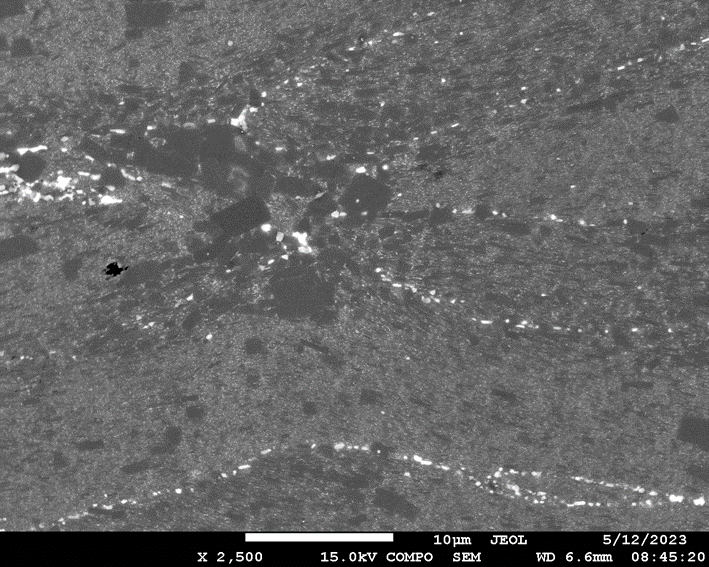 10µm JEOL 5/12/2023
X 2,500 15.0kV COMPO SEM WD 6.6mm 08:45:20